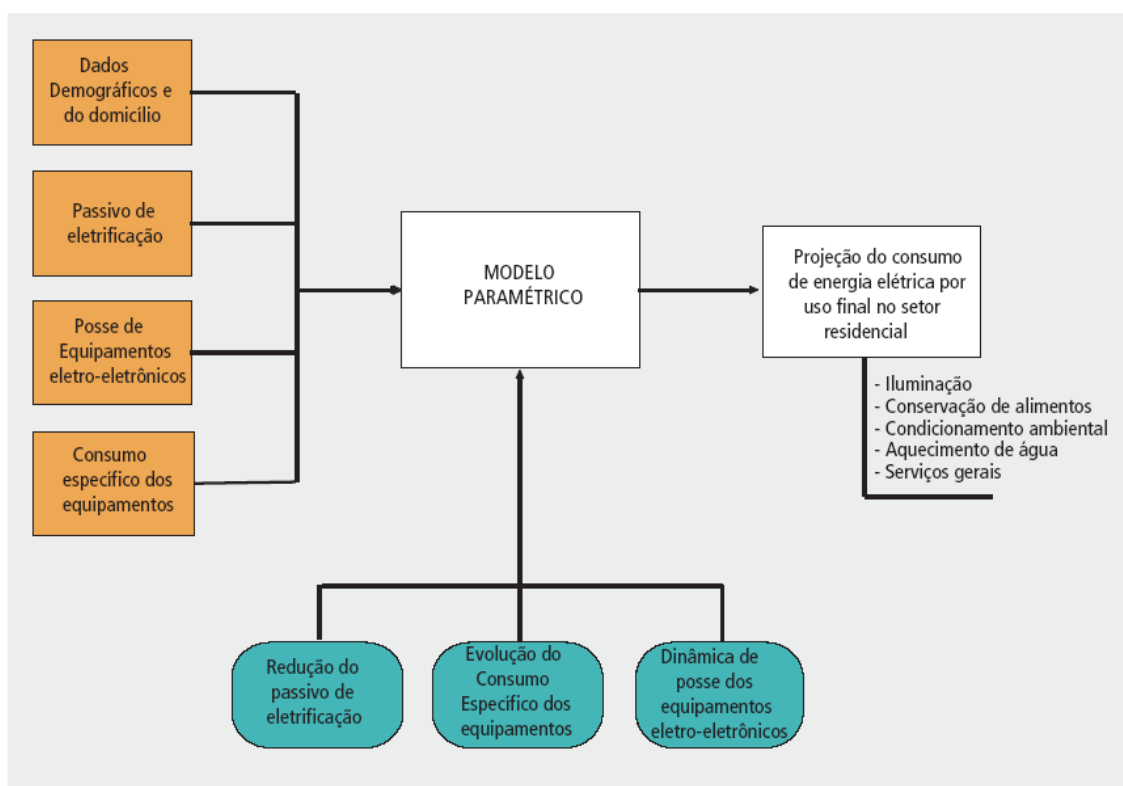 Dados
Demográficos e
do domicílio
Passivo de
eletrificação
Posse de
Equipamentos
eletro-eletrônicos
Consumo
específico dos
equipamentos
MODELO
PARAMÉTRICO
Projeção do consumo
de energia elétrica por
uso final no setor
residencial
- Iluminação
- Conservação de alimentos
- Condicionamento ambiental
- Aquecimento de água
- Serviços gerais
Redução do
passivo de
eletrificação
Evolução do
Consumo
Específico dos
equipamentos
Dinâmica de
posse dos
equipamentos
eletro-eletrônicos